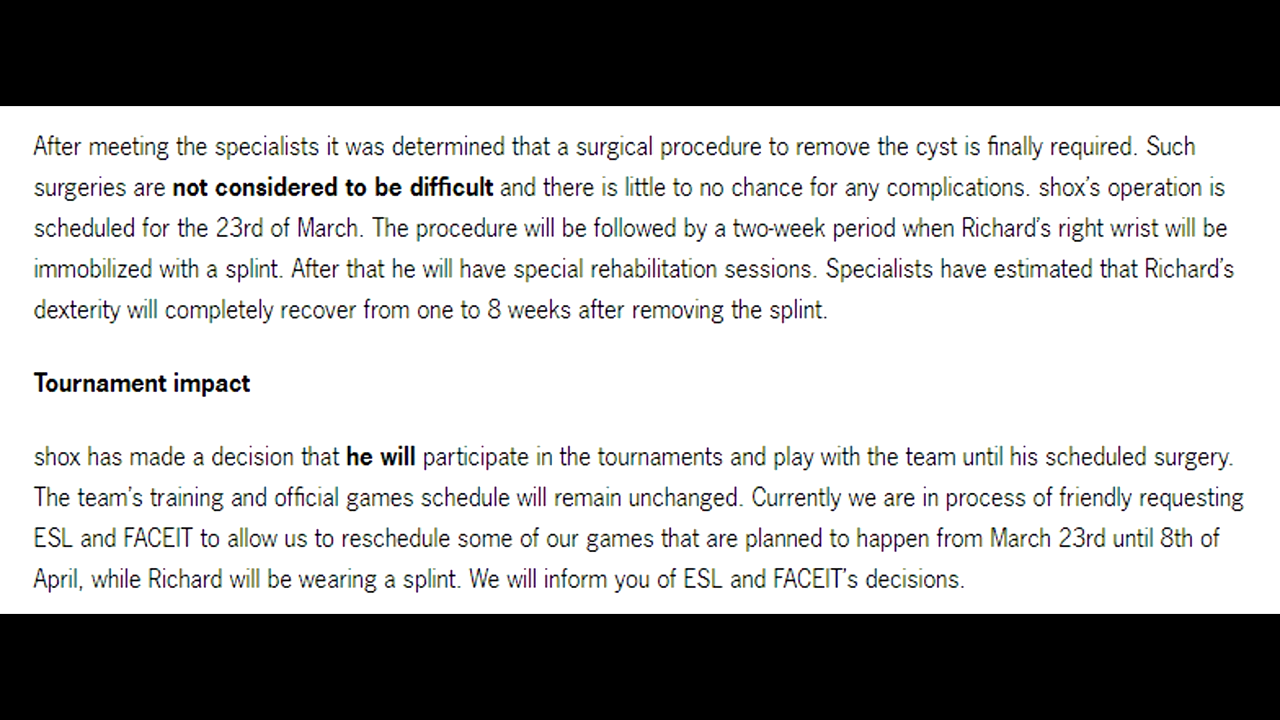 After meeting the specialists it was determined that a surgical procedure to remove the cyst is finally required. Such
surgeries are not considered to be difficult and there is little to no chance for any complications. shox's operation is
scheduled for the 23rd of March. The procedure will be followed by a two-week period when Richard's right wrist will be
immobilized with a splint. After that he will have special rehabilitation sessions. Specialists have estimated that Richard's
dexterity will completely recover from one to 8 weeks after removing the splint.
Tournament impact
shox has made a decision that he will participate in the tournaments and play with the team until his scheduled surgery.
The team's training and official games schedule will remain unchanged. Currently we are in process of friendly requesting
ESL and FACEIT to allow us to reschedule some of our games that are planned to happen from March 23rd until 8th of
April, while Richard will be wearing a splint. We will inform you of ESL and FACEIT's decisions.